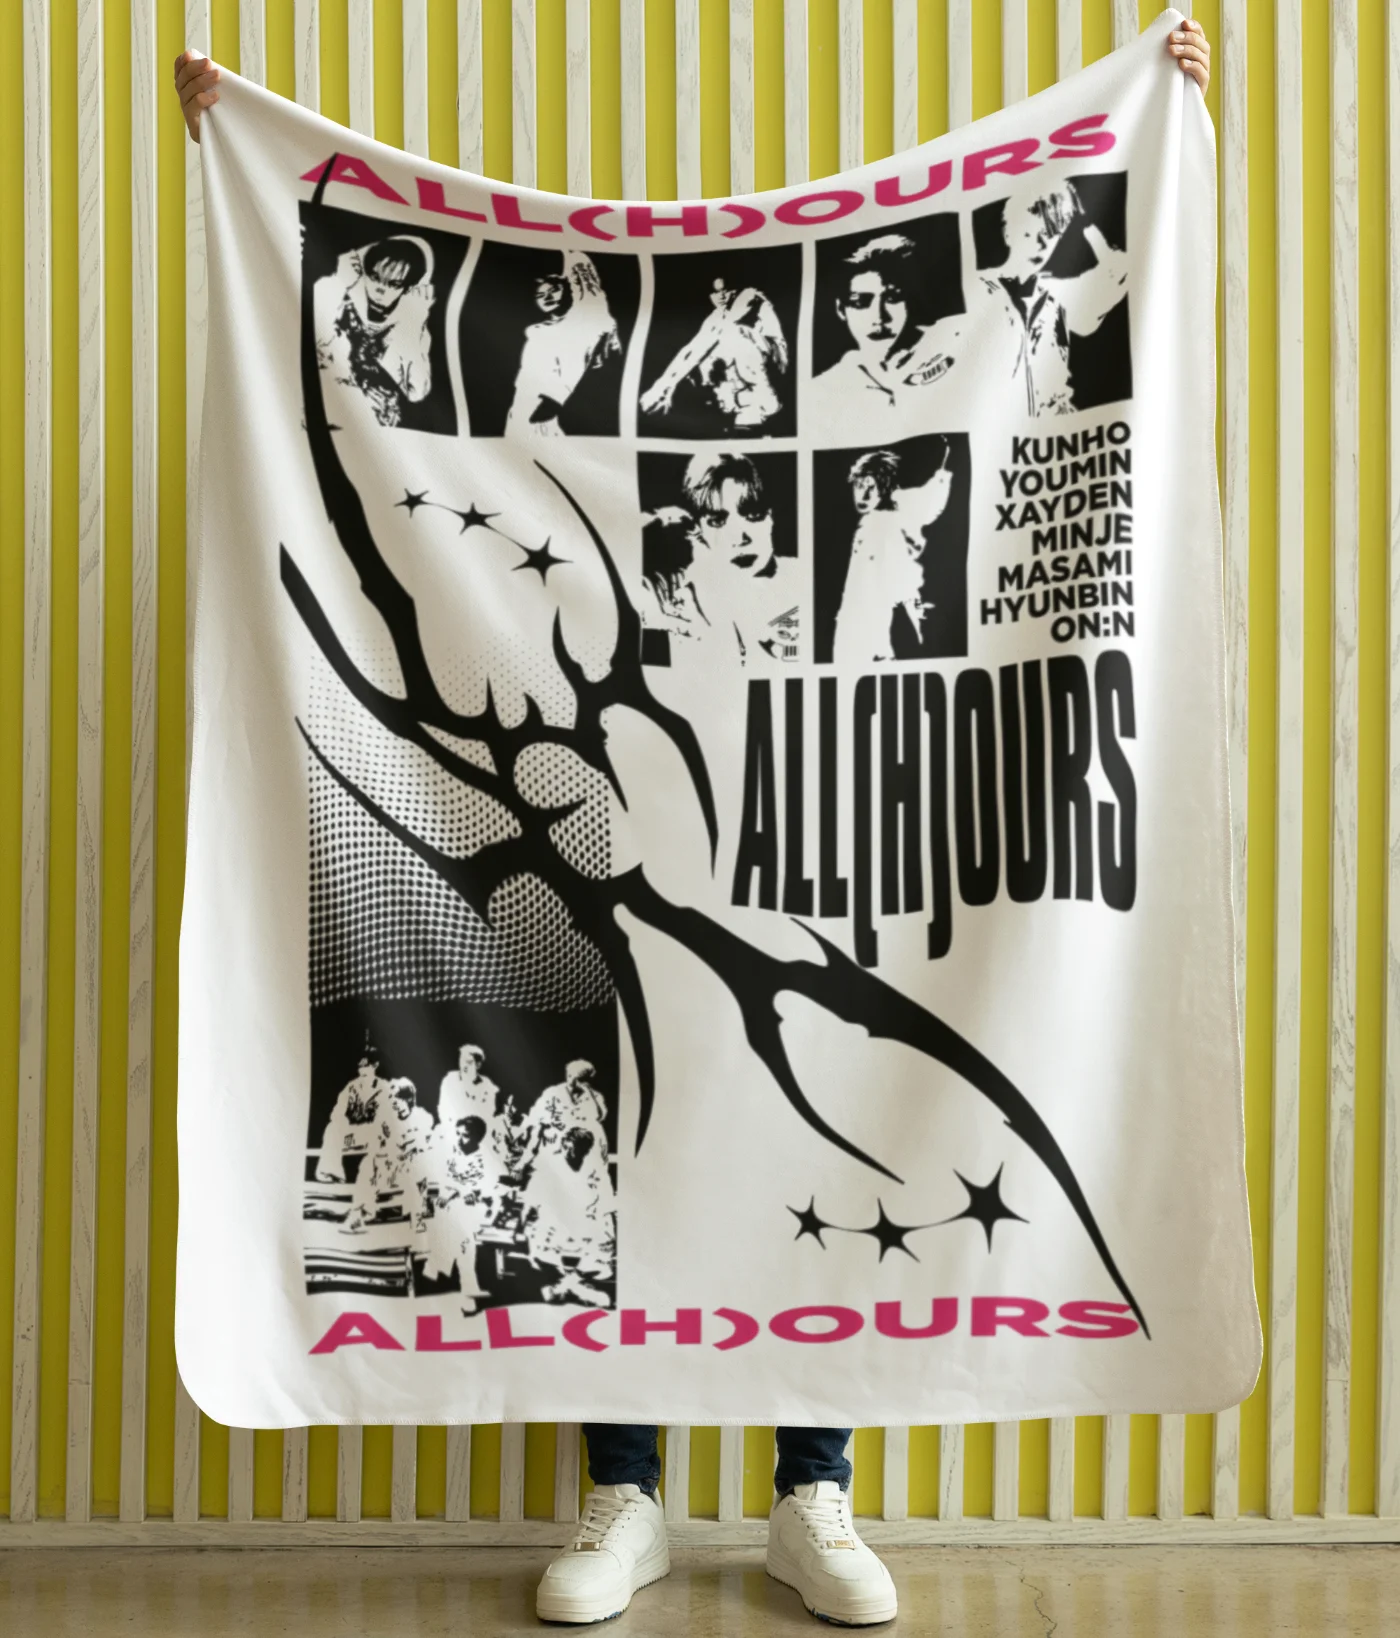 ALL(H)OURS
KUNHO
YOUMIN
XAYDEN
MINJE
MASAMI
HYUNBIN
ON:N
ALL(H)OURS
ALL(H)OURS